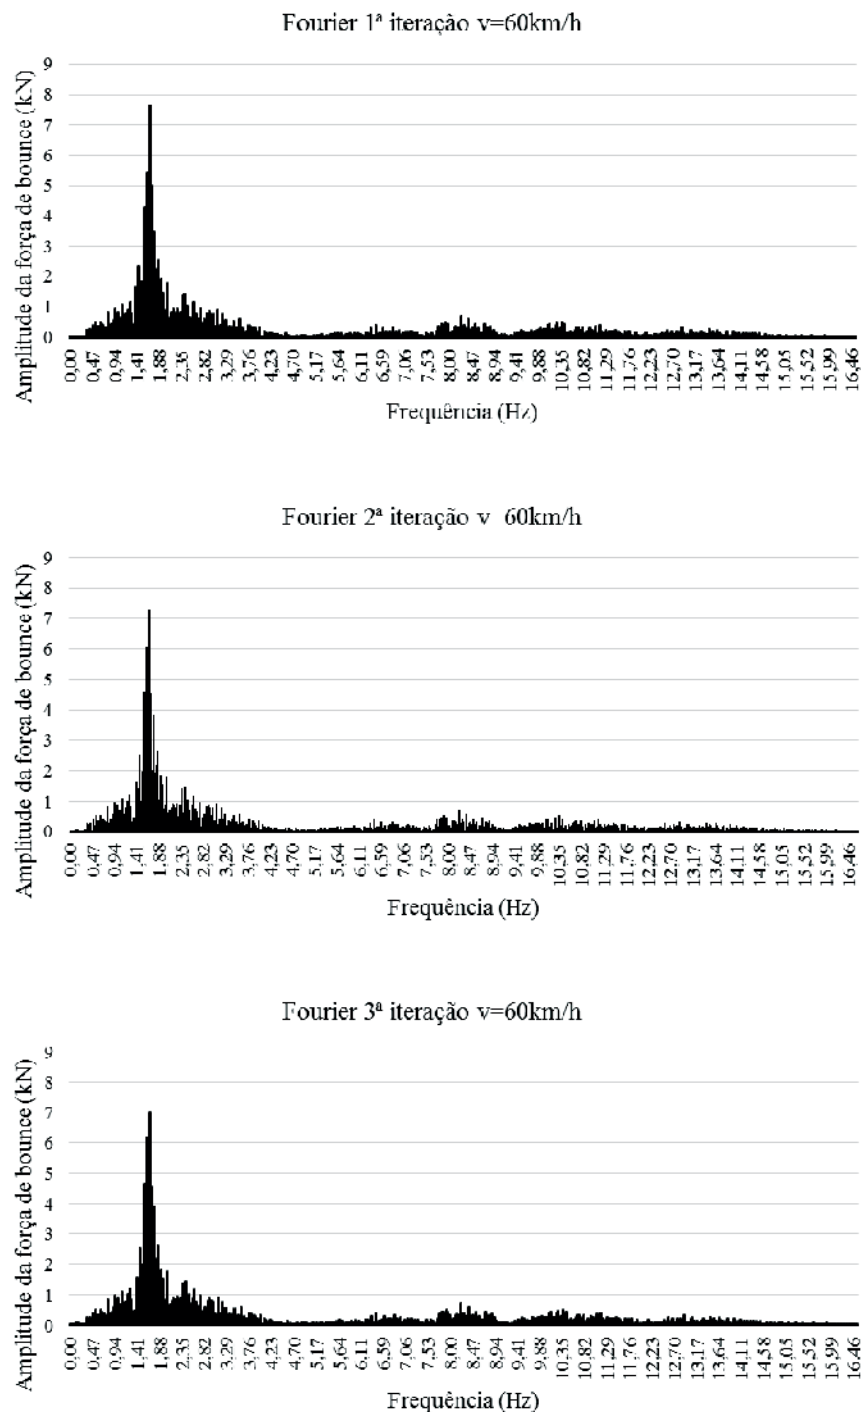 Fourier 1ª iteração v=60km/h
Amplitude da força de bounce (kN)
9
8
7
6
5
4
3
2
1
0
0,00 0,47 0,94 1,41 1,88 2,35 2,82 3,29 3,76 4,23 4,70 5,17 5,64 6,11 6,59 7,06 7,53 8,00 8,47 8,94 9,41 9,88 10,35 10,82 11,29 11,76 12,23 12,70 13,17 13,64 14,11 14,58 15,05 15,52 15,99 16,46
Frequência (Hz)
Fourier 2ª iteração v 60km/h
Amplitude da força de bounce (kN)
9
8
7
6
5
4
3
2
1
0
0,00 0,47 0,94 1,41 1,88 2,35 2,82 3,29 3,76 4,23 4,70 5,17 5,64 6,11 6,59 7,06 7,53 8,00 8,47 8,94 9,41 9,88 10,35 10,82 11,29 11,76 12,23 12,70 13,17 13,64 14,11 14,58 15,05 15,52 15,99 16,46
Frequência (Hz)
Fourier 3ª iteração v=60km/h
Amplitude da força de bounce (kN)
9
8
7
6
5
4
3
2
1
0
0,00 0,47 0,94 1,41 1,88 2,35 2,82 3,29 3,76 4,23 4,70 5,17 5,64 6,11 6,59 7,06 7,53 8,00 8,47 8,94 9,41 9,88 10,35 10,82 11,29 11,76 12,23 12,70 13,17 13,64 14,11 14,58 15,05 15,52 15,99 16,46
Frequência (Hz)